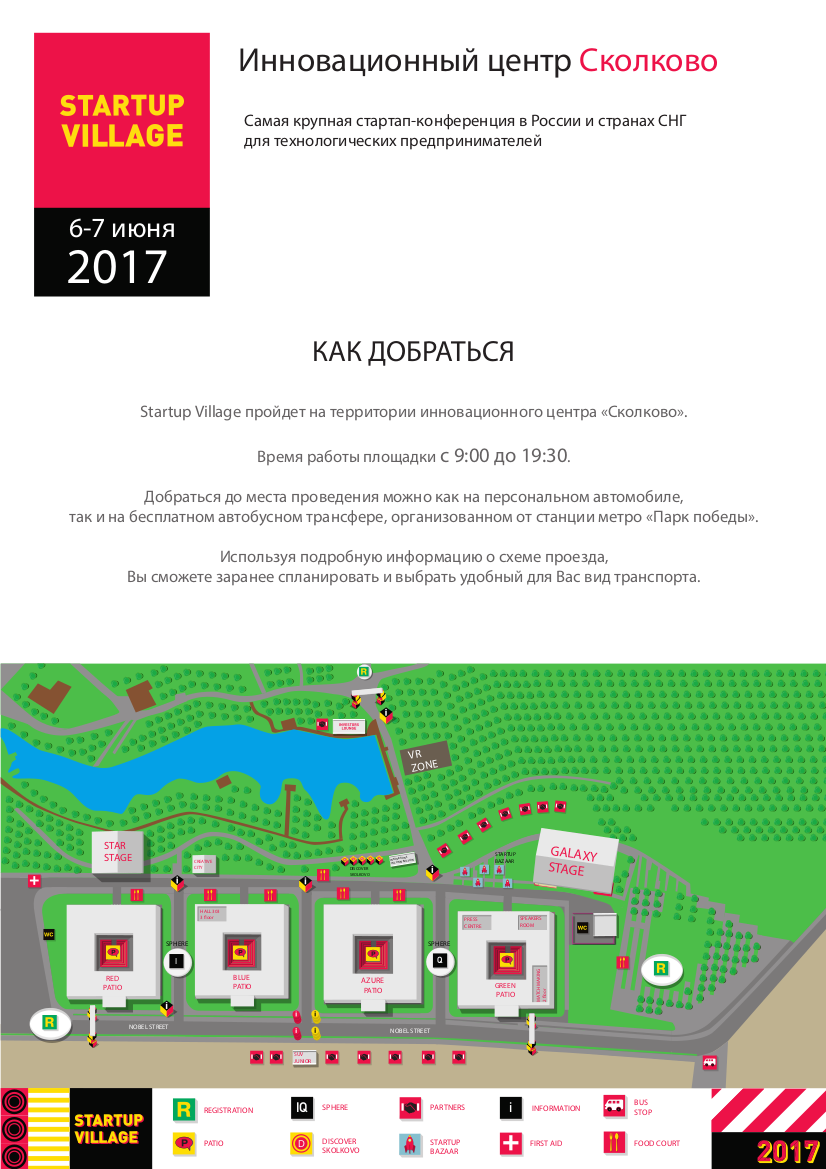 STARTUP
VILLAGE
6-7 июня
2017
Инновационный центр Сколково
Самая крупная стартап-конференция в России и странах СНГ
для технологических предпринимателей
КАК ДОБРАТЬСЯ
Startup Village пройдет на территории инновационного центра «Сколково».
Время работы площадки с 9:00 до 19:30.
Добраться до места проведения можно как на персональном автомобиле,
так и на бесплатном автобусном трансфере, организованном от станции метро «Парк победы».
Используя подробную информацию о схеме проезда,
Вы сможете заранее спланировать и выбрать удобный для Вас вид транспорта.
R
i
INVESTORS
LOUNGE
VR
ZONE
STAR
STAGE
CREATIVE
CITY
DISCOVER
SKOLKOVO
i
i
i
STARTUP
BAZAAR
GALAXY
STAGE
HALL 303
3 floor
PRESS
CENTRE
SPEAKERS
ROOM
WC
WC
SPHERE
I
SPHERE
Q
P
P
P
P
RED
PATIO
BLUE
PATIO
AZURE
PATIO
GREEN
PATIO
MATCHMAKING
R
R
i
NOBEL STREET
NOBEL STREET
SUV
JUNIOR
STARTUP
VILLAGE
R
REGISTRATION
IQ
SPHERE
PARTNERS
i
INFORMATION
BUS
STOP
P
PATIO
D
DISCOVER
SKOLKOVO
STARTUP
BAZAAR
FIRST AID
FOOD COURT
2017